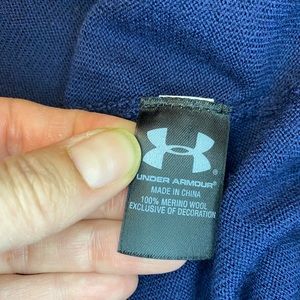 UNDER ARMOUR®
MADE IN CHINA
100% MERINO WOOL
EXCLUSIVE OF DECORATION